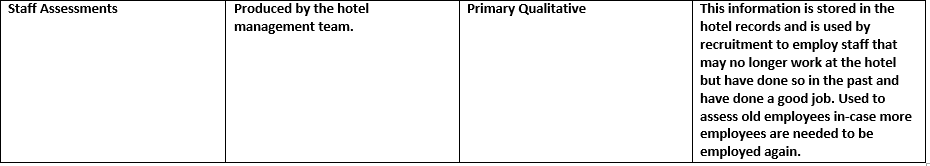 Staff Assessments
Produced by the hotel
management team.
Primary Qualitative
This information is stored in the
hotel records and is used by
recruitment to employ staff that
may no longer work at the hotel
but have done so in the past and
have done a good job. Used to
assess old employees in-case more
employees are needed to be
employed again.